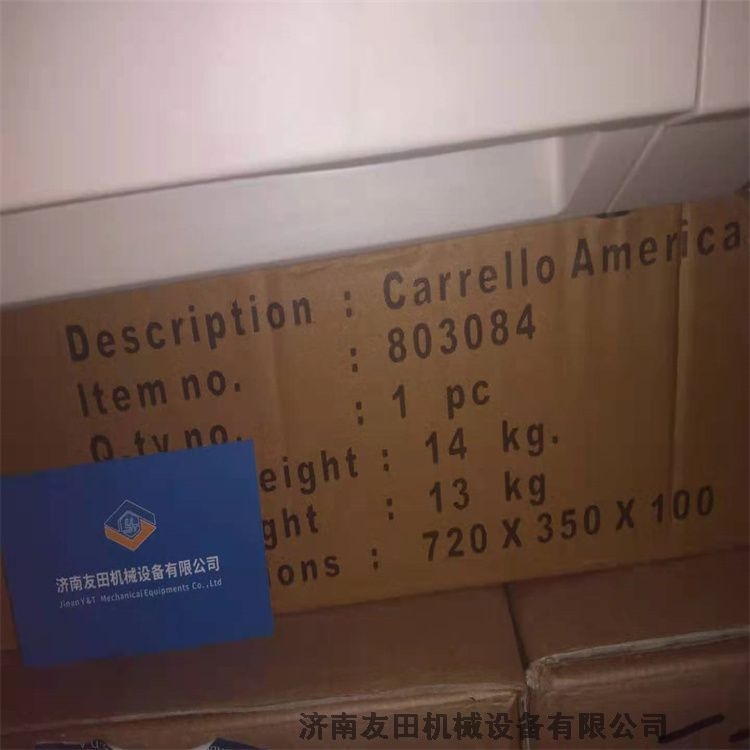 Description : Carrello America
Item no. : 803084
Q.ty no. : 1 pc
eight : 14 kg.
ght : 13 kg
ions : 720 X 350 X 100
济南友田机械设备有限公司
Jinan Y&T Mechanical Equipments Co.,Ltd
济南友田机械设备有限公司